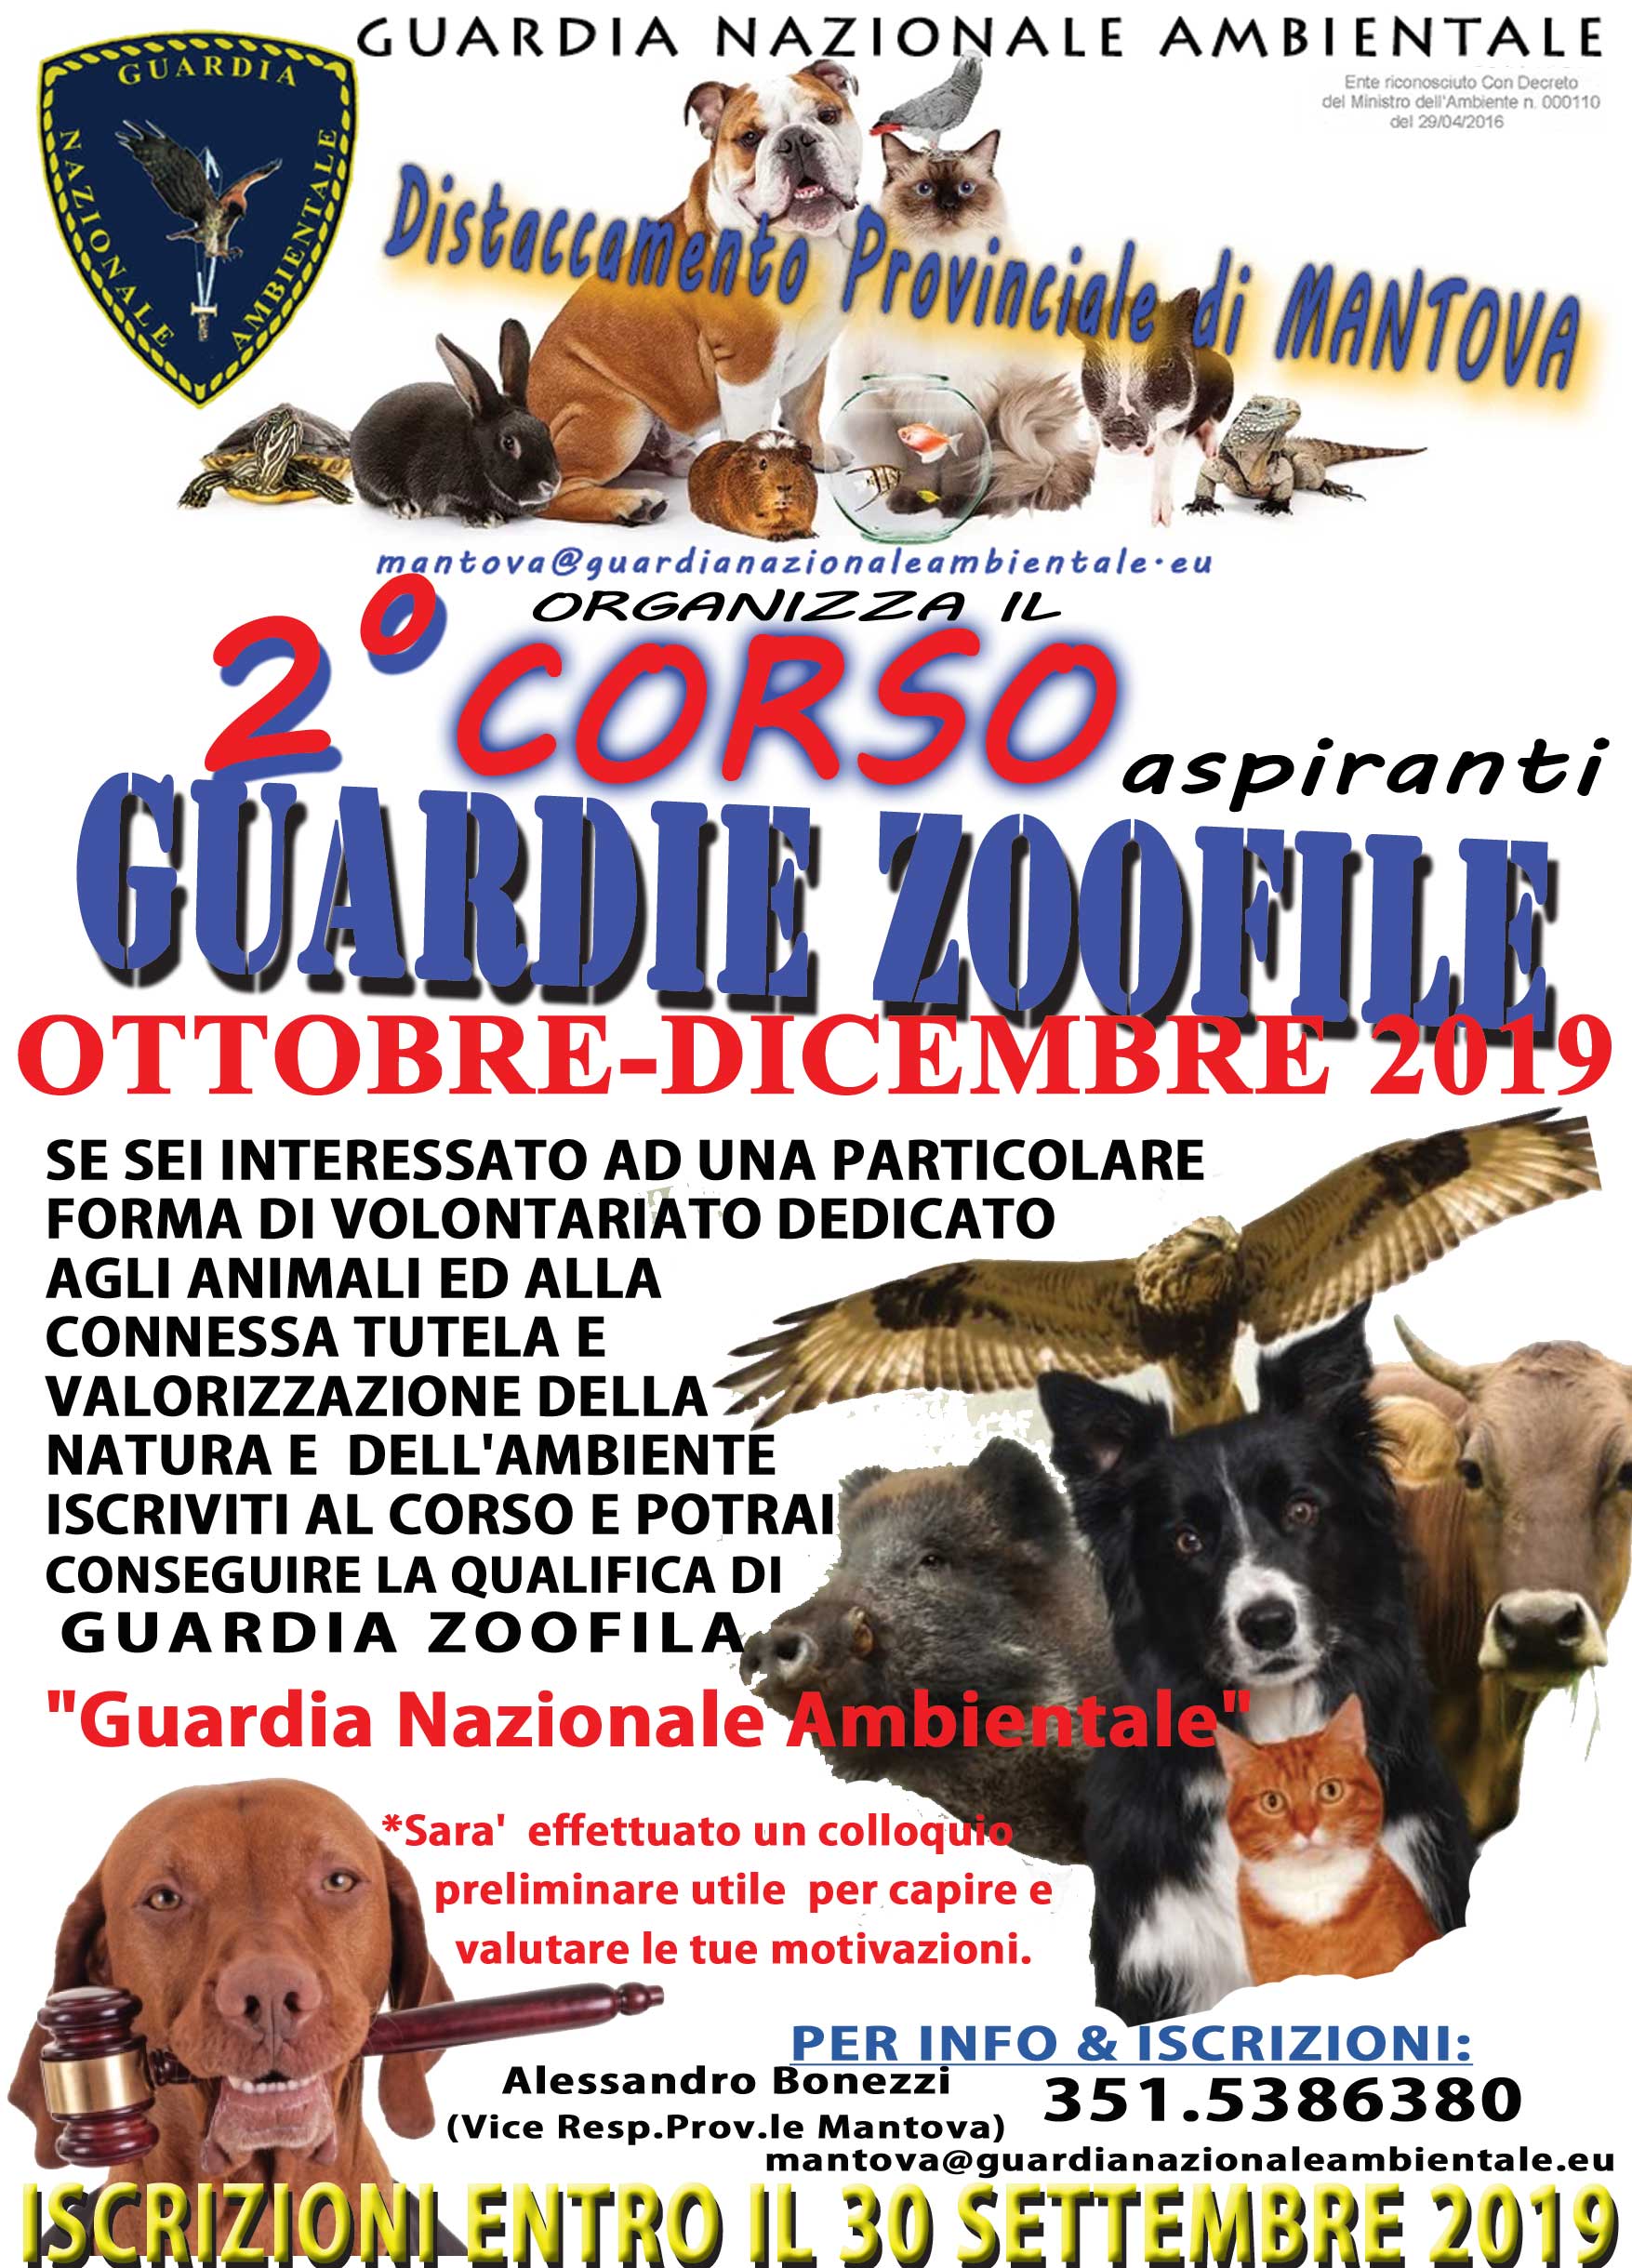 GUARDIA NAZIONALE AMBIENTALE
GUARDIA
NAZIONALE
AMBIENTALE
Ente riconosciuto Con Decreto
del Ministro dell'Ambiente n. 000110
del 29/04/2016
Distaccamento Provinciale di MANTOVA
mantova@guardianazionaleambientale.eu
ORGANIZZA IL
2° CORSO
aspiranti
GUARDIE ZOOFILE
OTTOBRE-DICEMBRE 2019
SE SEI INTERESSATO AD UNA PARTICOLARE
FORMA DI VOLONTARIATO DEDICATO
AGLI ANIMALI ED ALLA
CONNESSA TUTELA E
VALORIZZAZIONE DELLA
NATURA E DELL'AMBIENTE
ISCRIVITI AL CORSO E POTRAI
CONSEGUIRE LA QUALIFICA DI
GUARDIA ZOOFILA
"Guardia Nazionale Ambientale"
*Sara' effettuato un colloquio
preliminare utile per capire e
valutare le tue motivazioni.
PER INFO & ISCRIZIONI:
Alessandro Bonezzi
351.5386380
(Vice Resp.Prov.le Mantova)
mantova@guardianazionaleambientale.eu
ISCRIZIONI ENTRO IL 30 SETTEMBRE 2019